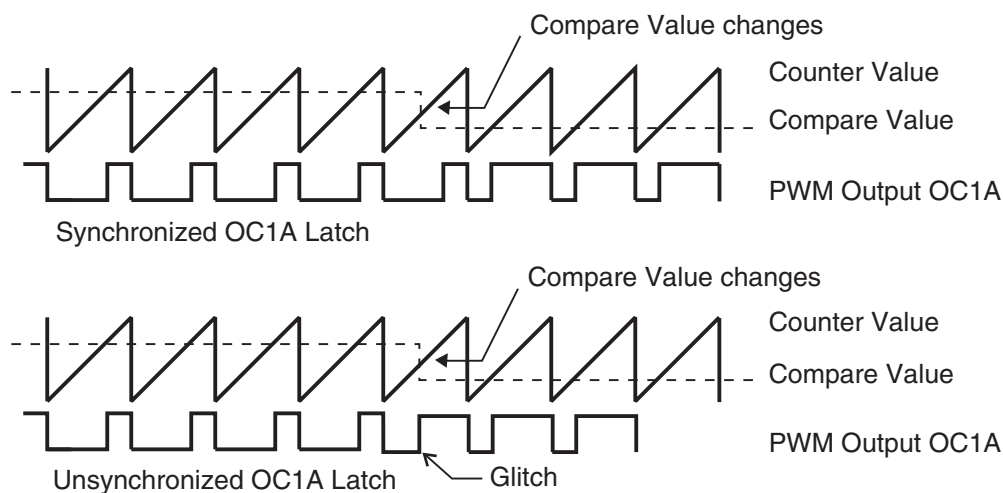 Compare Value changes
Counter Value
Compare Value
PWM Output OC1A
Synchronized OC1A Latch
Compare Value changes
Counter Value
Compare Value
PWM Output OC1A
Unsynchronized OC1A Latch
Glitch